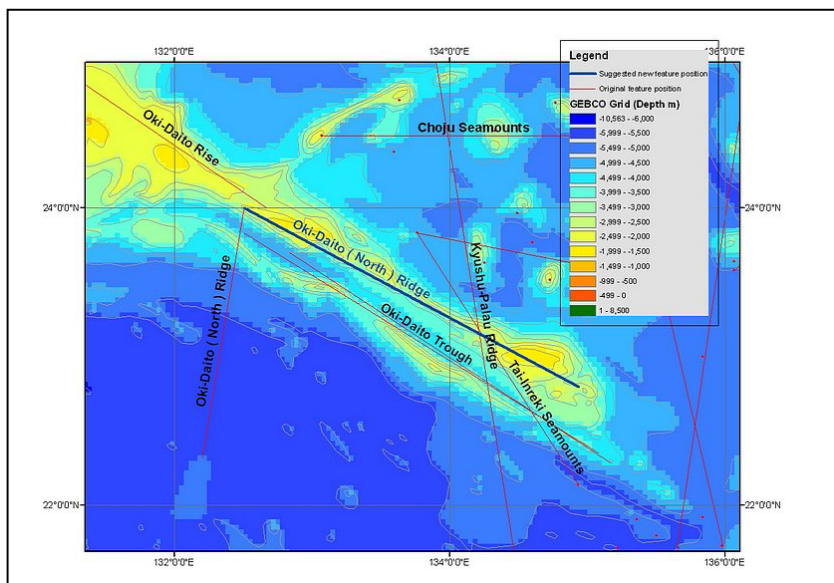 132°0'0"E
134°0'0"E
136°0'0"E
Legend
Suggested new feature position
Original feature position
GEBCO Grid (Depth m)
-10,563 - -6,000
-5,999 - -5,500
-5,499 - -5,000
-4,999 - -4,500
-4,499 - -4,000
-3,999 - -3,500
-3,499 - -3,000
-2,999 - -2,500
-2,499 - -2,000
-1,999 - -1,500
-1,499 - -1,000
-999 - -500
-499 - 0
1 - 8,500
Oki-Daito Rise
Choju Seamounts
24°0'0"N
24°0'0"N
Oki-Daito ( North ) Ridge
Oki-Daito ( North ) Ridge
Kyushu-Palau Ridge
Oki-Daito Trough
Tai-Inreki Seamounts
22°0'0"N
22°0'0"N
132°0'0"E
134°0'0"E
136°0'0"E